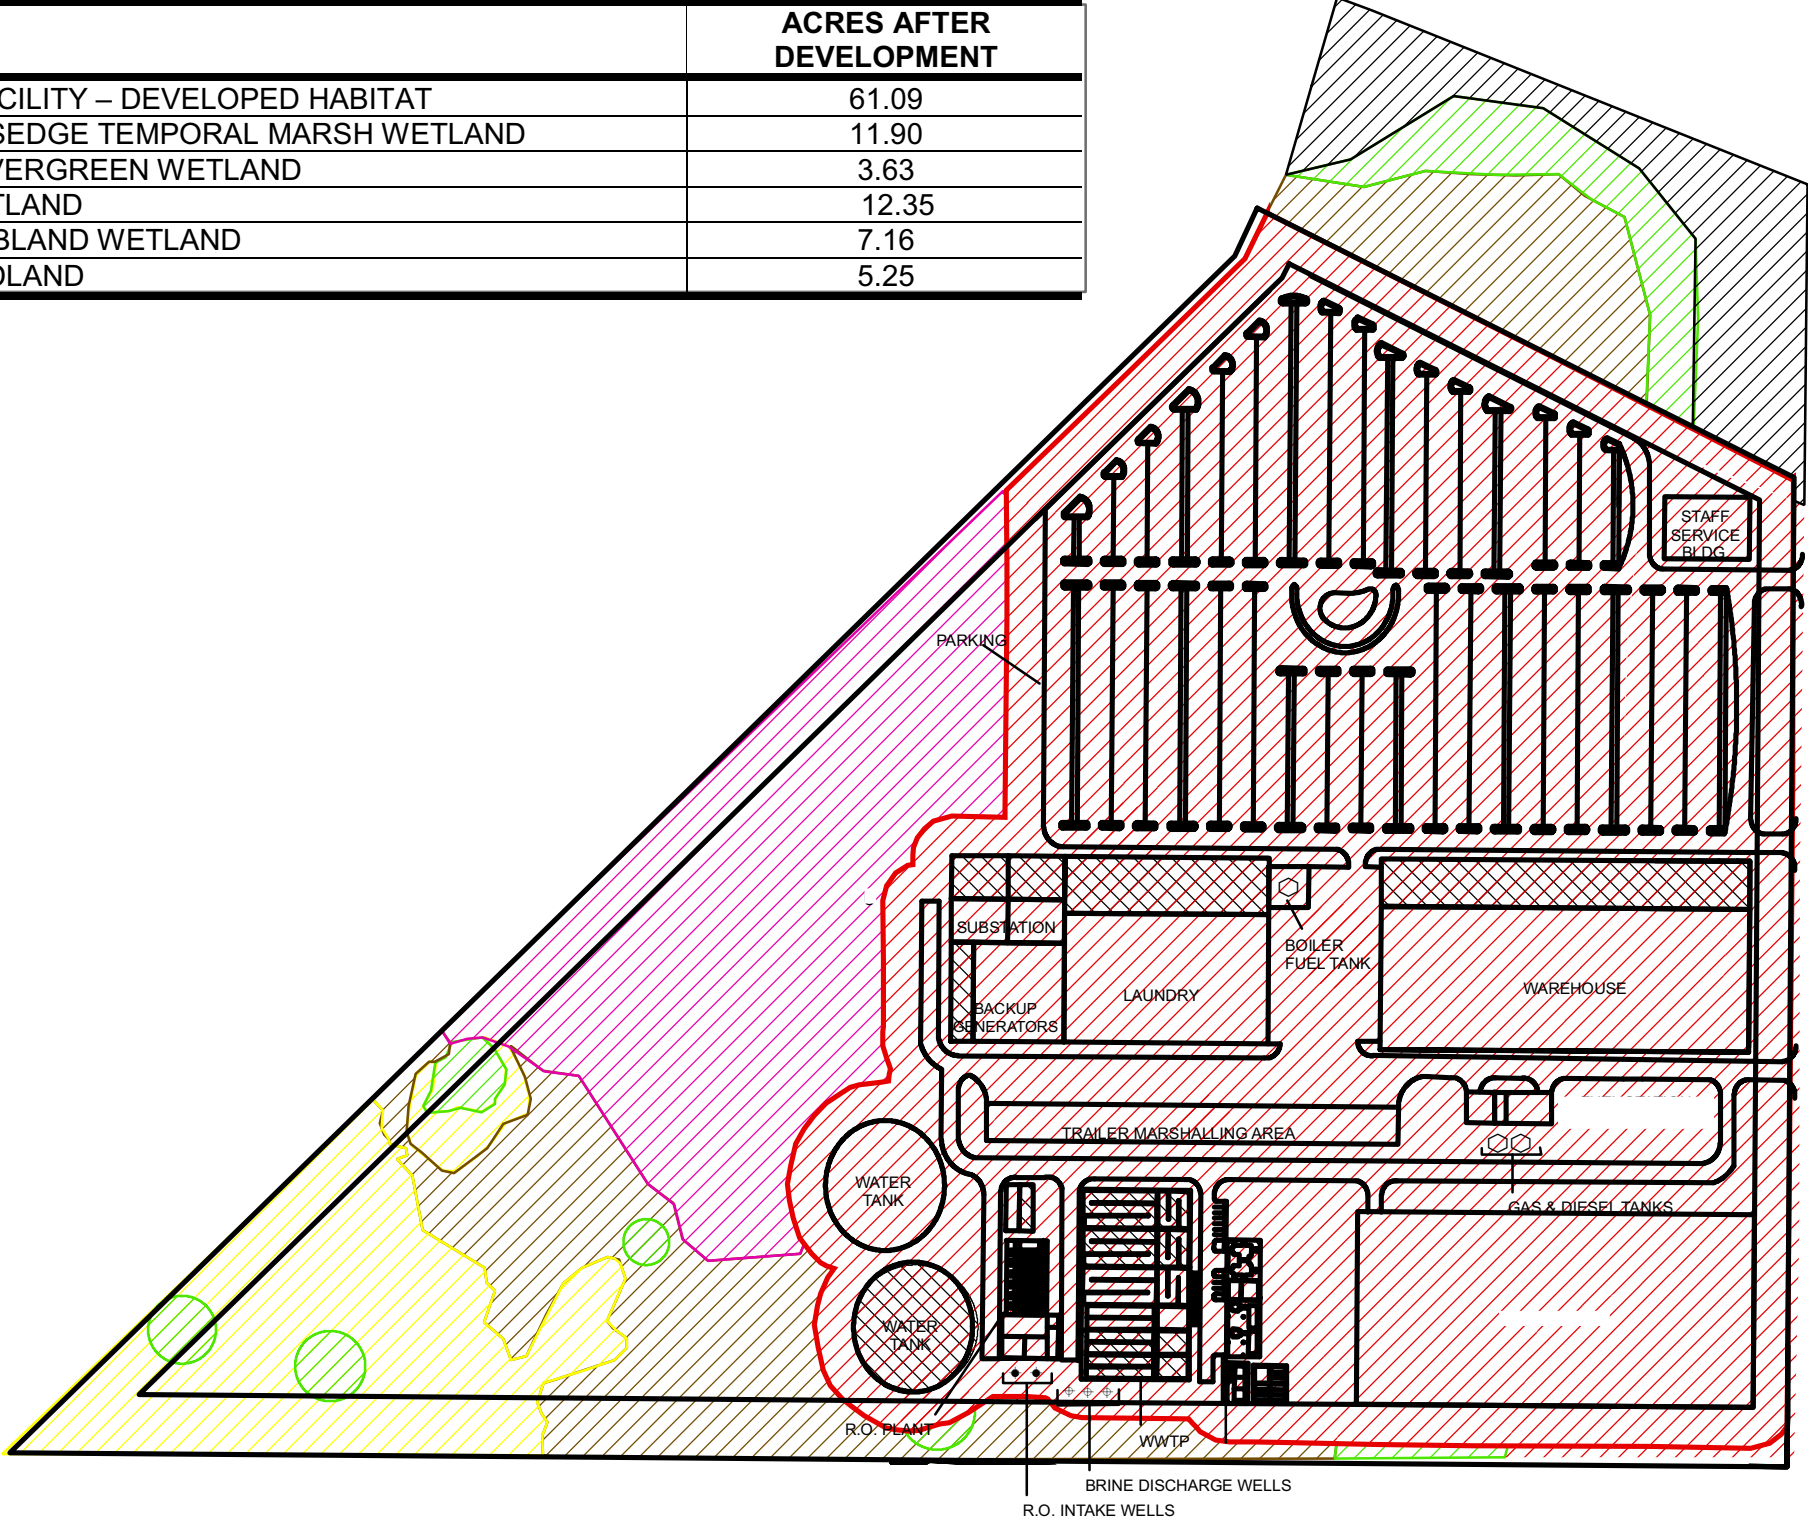 ACRES AFTER
DEVELOPMENT
CILITY – DEVELOPED HABITAT 61.09
SEDGE TEMPORAL MARSH WETLAND 11.90
VERGREEN WETLAND 3.63
TLAND 12.35
BLAND WETLAND 7.16
DLAND 5.25
STAFF
SERVICE
BLDG
PARKING
SUBSTATION
BOILER
FUEL TANK
BACKUP
GENERATORS
LAUNDRY
WAREHOUSE
TRAILER MARSHALLING AREA
WATER
TANK
GAS & DIESEL TANKS
WATER
TANK
R.O. PLANT
WWTP
BRINE DISCHARGE WELLS
R.O. INTAKE WELLS